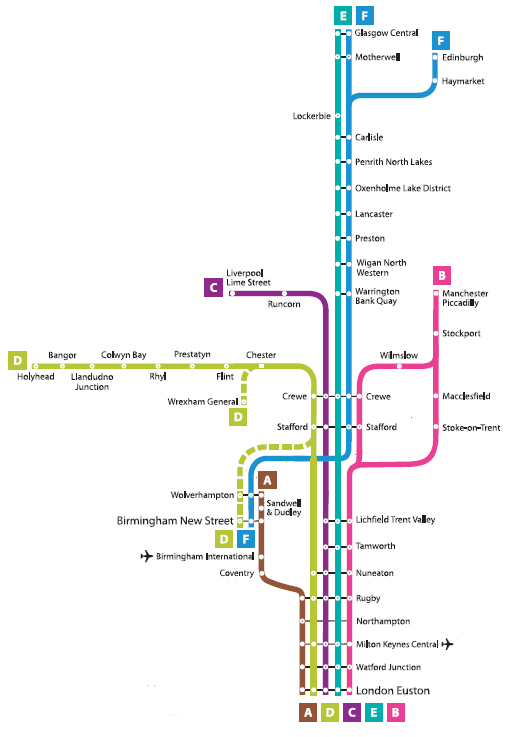 E F
Glasgow Central
F
Motherwell
Edinburgh
Haymarket
Lockerbie
Carlisle
Penrith North Lakes
Oxenholme Lake District
Lancaster
Preston
Wigan North
Western
Liverpool
Lime Street
C
B
Warrington
Bank Quay
Manchester
Piccadilly
Runcorn
Stockport
D
Bangor
Colwyn Bay
Prestatyn
Chester
Wilmslow
Holyhead
Llandudno
Junction
Rhyl
Flint
Wrexham General
D
Crewe
Crewe
Macclesfield
Stafford
Stafford
Stoke-on-Trent
A
Wolverhampton
Sandwell
& Dudley
Birmingham New Street
Lichfield Trent Valley
D F
Tamworth
Birmingham International
Coventry
Nuneaton
Rugby
Northampton
Milton Keynes Central
Watford Junction
London Euston
A D C E B